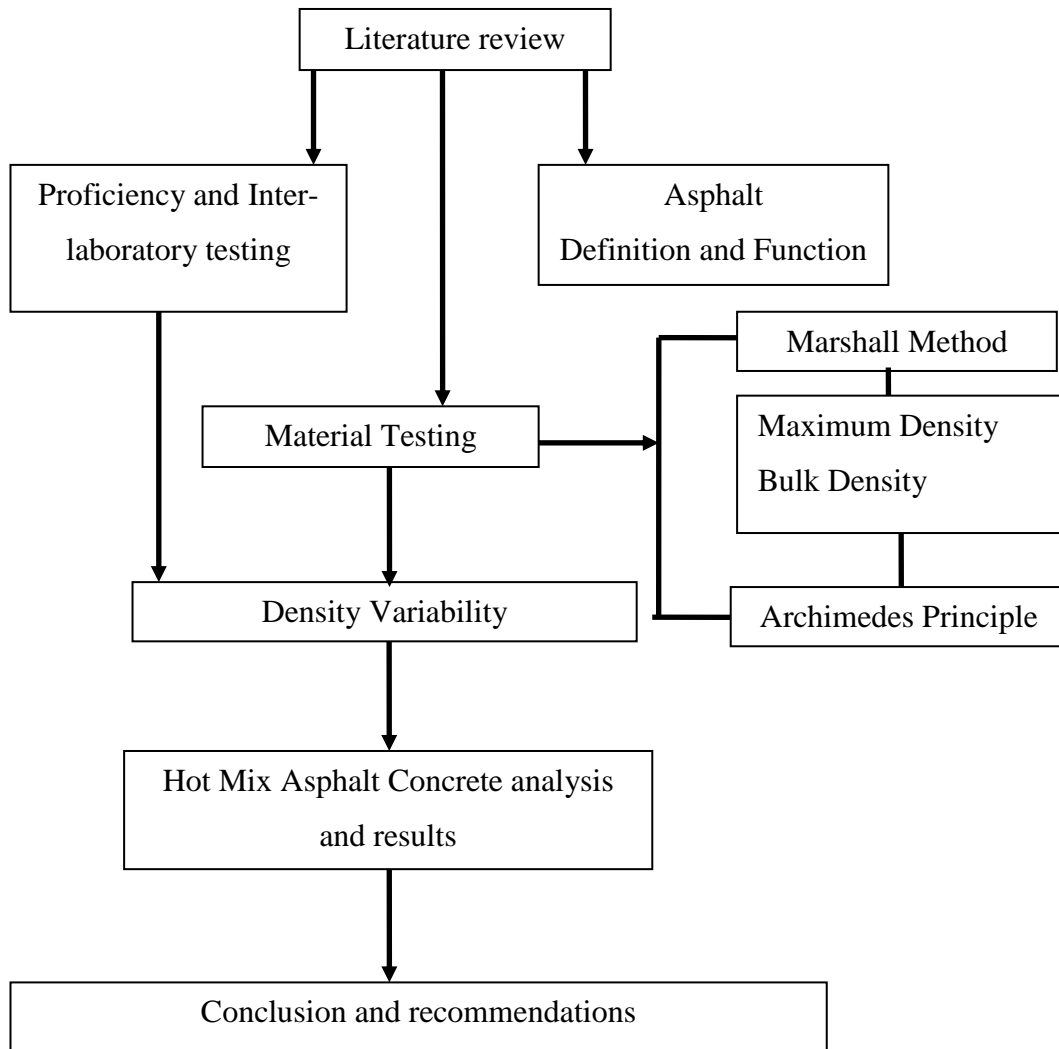 Literature review
Proficiency and Inter-
laboratory testing
Asphalt
Definition and Function
Marshall Method
Maximum Density
Bulk Density
Material Testing
Archimedes Principle
Density Variability
Hot Mix Asphalt Concrete analysis
and results
Conclusion and recommendations